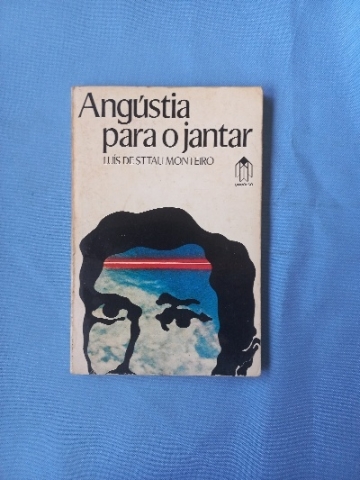 Angústia
para o jantar
LUÍS DE STTAU MONTEIRO